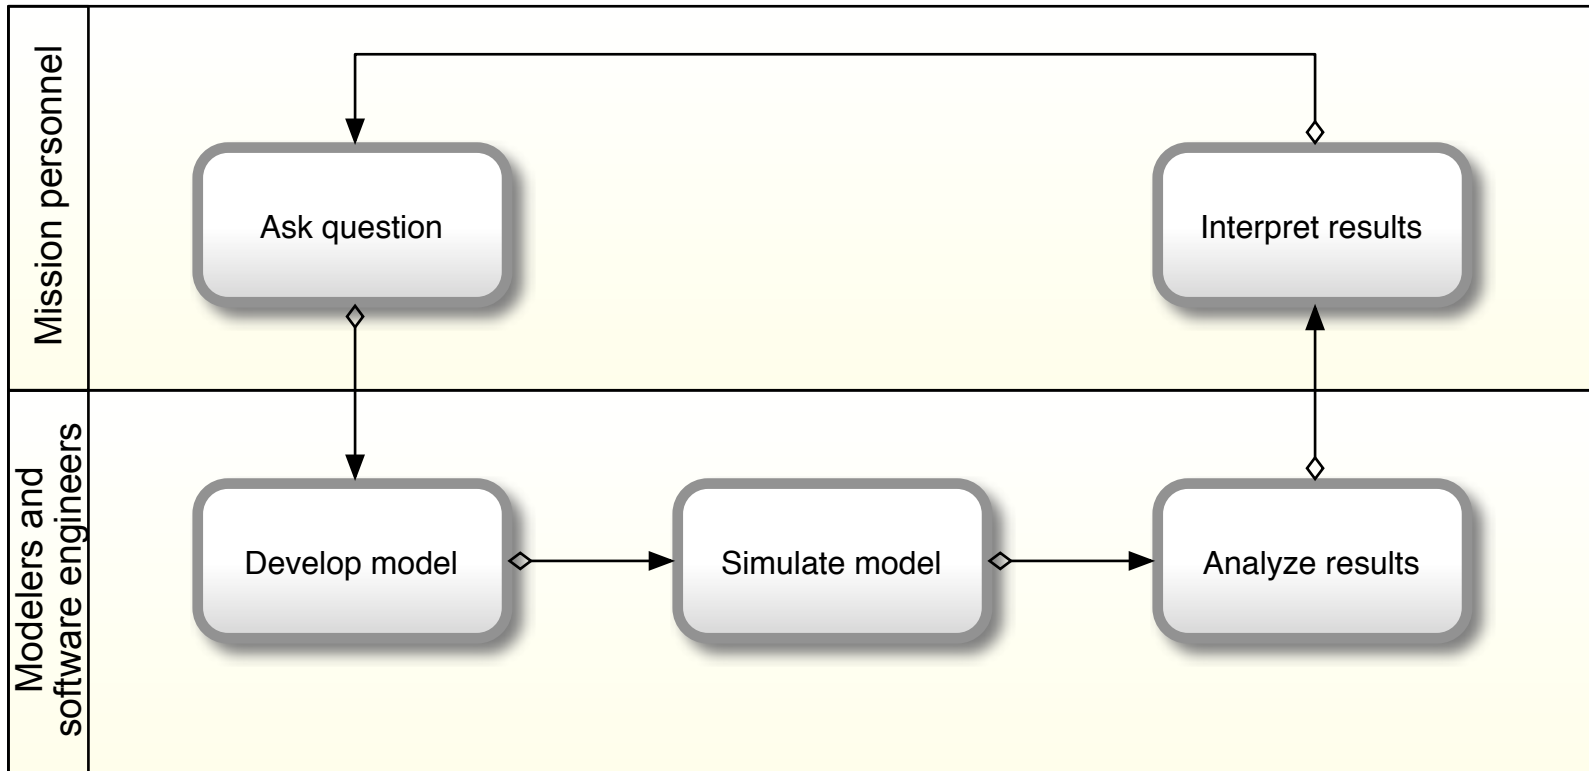 Mission personnel
Ask question
Interpret results
Modelers and
software engineers
Develop model
Simulate model
Analyze results